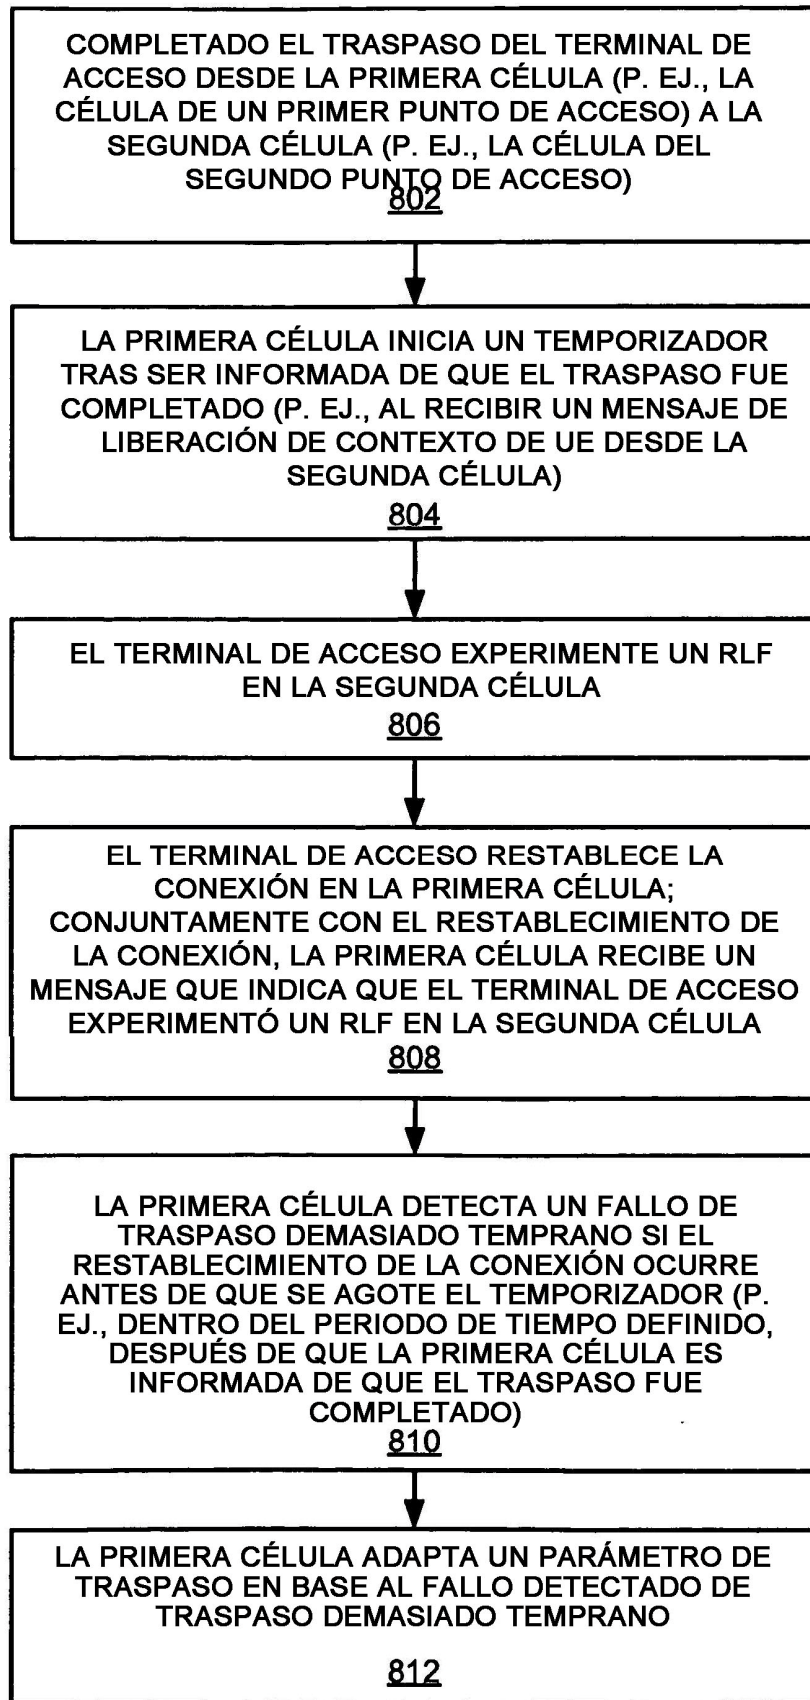 COMPLETADO EL TRASPASO DEL TERMINAL DE
ACCESO DESDE LA PRIMERA CÉLULA (P. EJ., LA
CÉLULA DE UN PRIMER PUNTO DE ACCESO) A LA
SEGUNDA CÉLULA (P. EJ., LA CÉLULA DEL
SEGUNDO PUNTO DE ACCESO)
802
LA PRIMERA CÉLULA INICIA UN TEMPORIZADOR
TRAS SER INFORMADA DE QUE EL TRASPASO FUE
COMPLETADO (P. EJ., AL RECIBIR UN MENSAJE DE
LIBERACIÓN DE CONTEXTO DE UE DESDE LA
SEGUNDA CÉLULA)
804
EL TERMINAL DE ACCESO EXPERIMENTE UN RLF
EN LA SEGUNDA CÉLULA
806
EL TERMINAL DE ACCESO RESTABLECE LA
CONEXIÓN EN LA PRIMERA CÉLULA;
CONJUNTAMENTE CON EL RESTABLECIMIENTO DE
LA CONEXIÓN, LA PRIMERA CÉLULA RECIBE UN
MENSAJE QUE INDICA QUE EL TERMINAL DE ACCESO
EXPERIMENTÓ UN RLF EN LA SEGUNDA CÉLULA
808
LA PRIMERA CÉLULA DETECTA UN FALLO DE
TRASPASO DEMASIADO TEMPRANO SI EL
RESTABLECIMIENTO DE LA CONEXIÓN OCURRE
ANTES DE QUE SE AGOTE EL TEMPORIZADOR (P.
EJ., DENTRO DEL PERIODO DE TIEMPO DEFINIDO,
DESPUÉS DE QUE LA PRIMERA CÉLULA ES
INFORMADA DE QUE EL TRASPASO FUE
COMPLETADO)
810
LA PRIMERA CÉLULA ADAPTA UN PARÁMETRO DE
TRASPASO EN BASE AL FALLO DETECTADO DE
TRASPASO DEMASIADO TEMPRANO
812